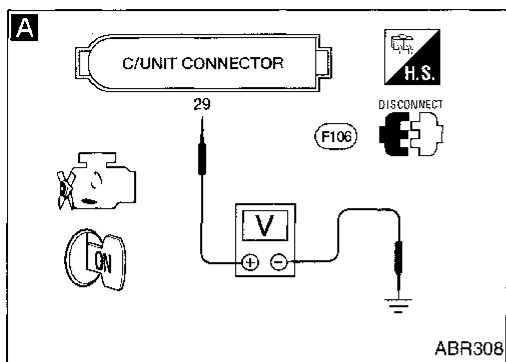 A
C/UNIT CONNECTOR
H.S.
29
DISCONNECT
F106
V
ON
ABR308